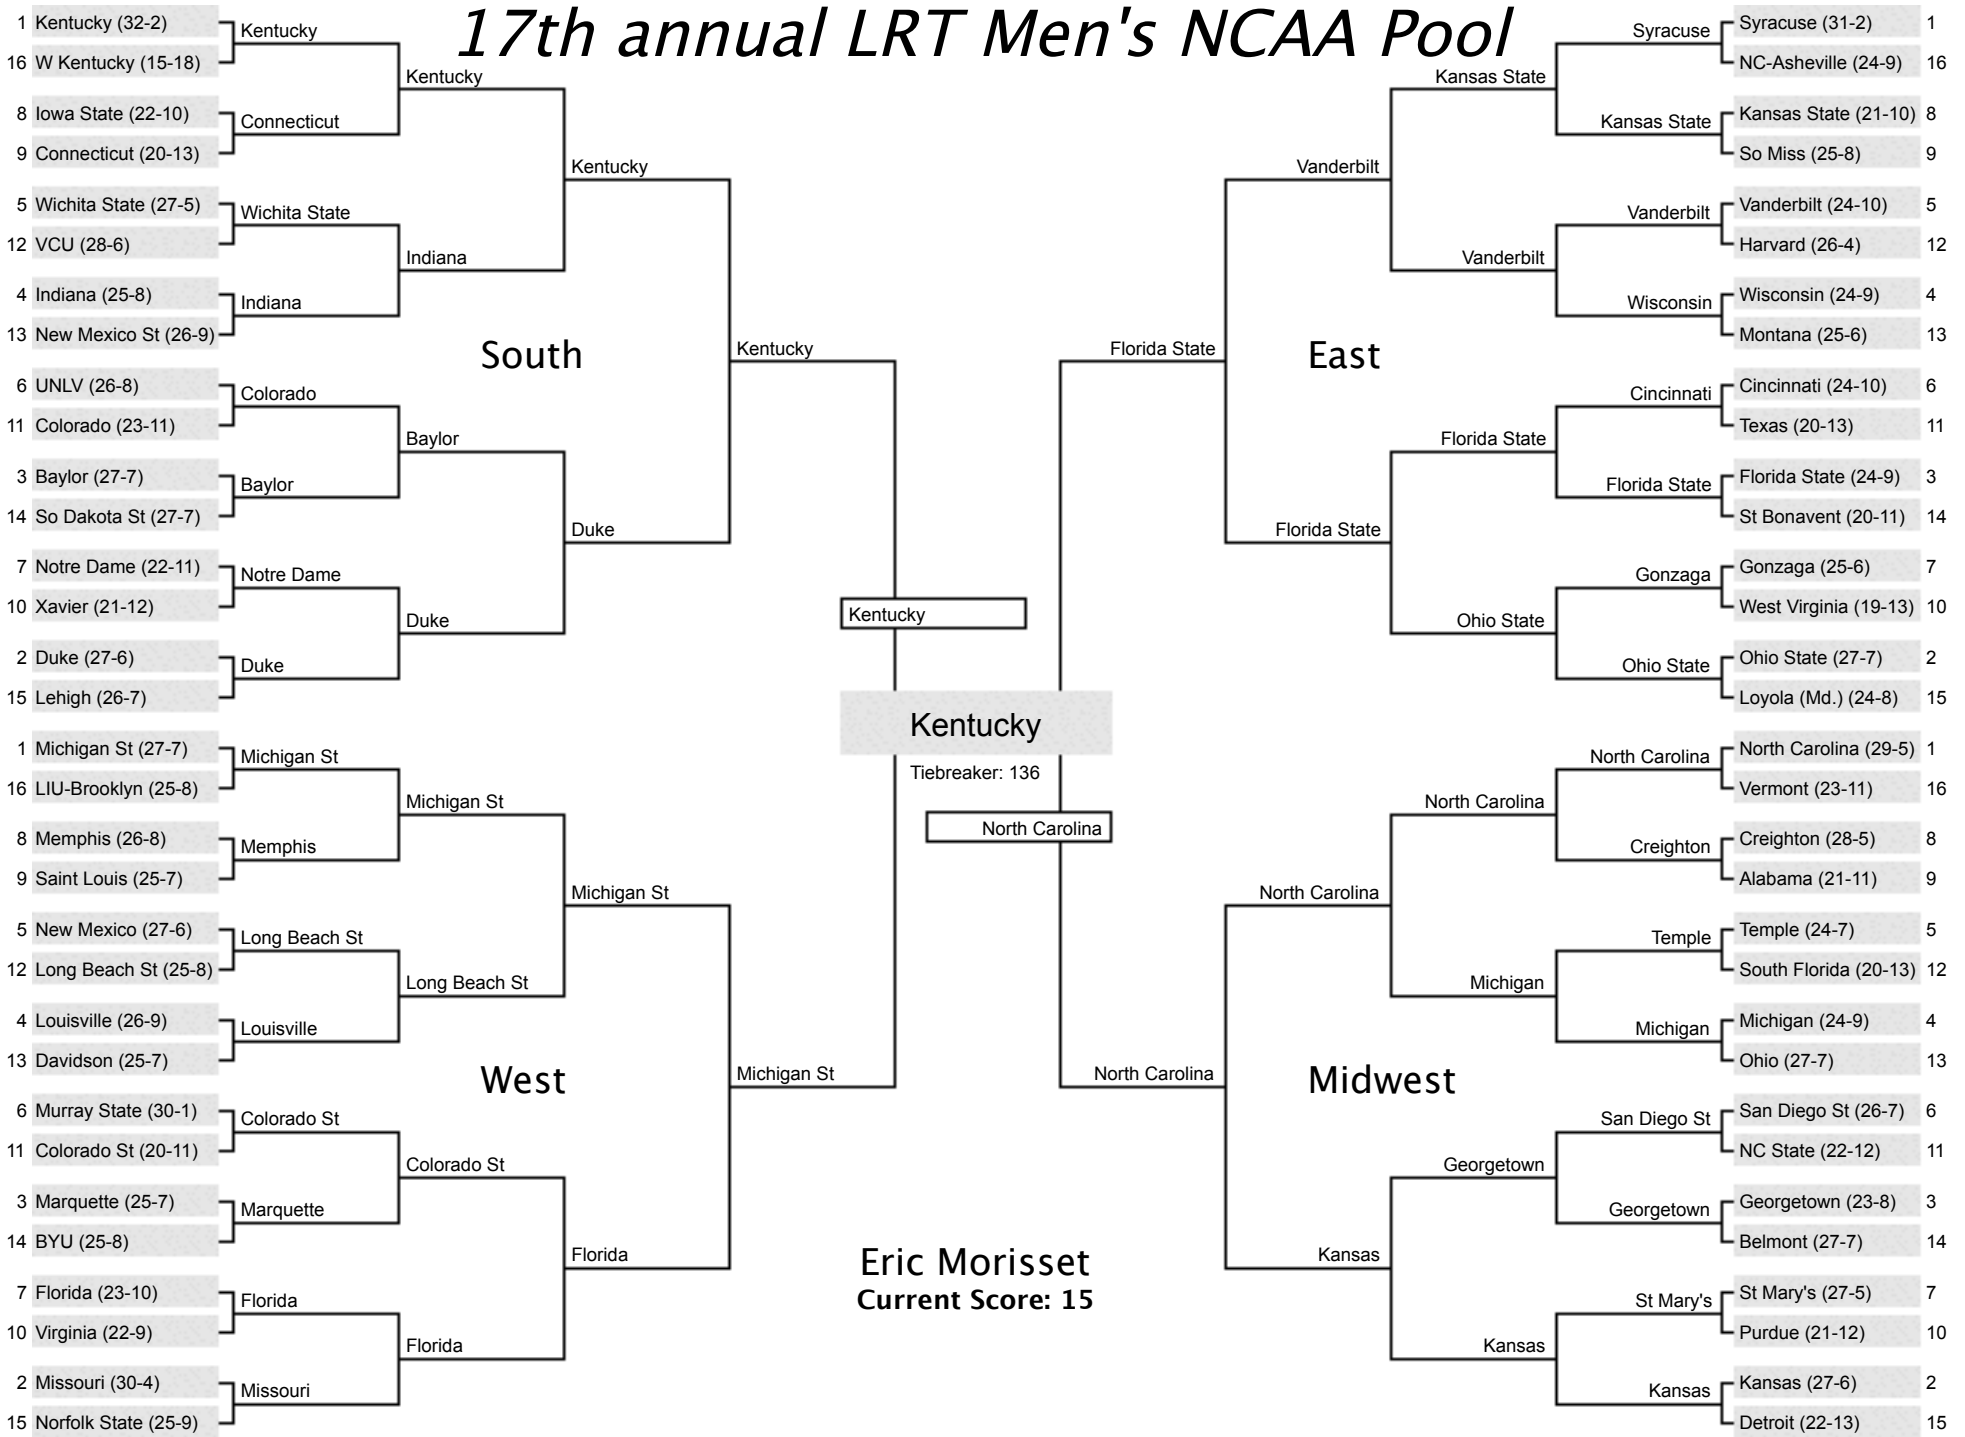 17th annual LRT Men's NCAA Pool
1 Kentucky (32-2)
16 W Kentucky (15-18)
8 Iowa State (22-10)
9 Connecticut (20-13)
5 Wichita State (27-5)
12 VCU (28-6)
4 Indiana (25-8)
13 New Mexico St (26-9)
6 UNLV (26-8)
11 Colorado (23-11)
3 Baylor (27-7)
14 So Dakota St (27-7)
7 Notre Dame (22-11)
10 Xavier (21-12)
2 Duke (27-6)
15 Lehigh (26-7)
Kentucky
Connecticut
Wichita State
Indiana
Colorado
Baylor
Notre Dame
Duke
Kentucky
Indiana
Baylor
Duke
Kentucky
Duke
Kentucky
South
1 Michigan St (27-7)
16 LIU-Brooklyn (25-8)
8 Memphis (26-8)
9 Saint Louis (25-7)
5 New Mexico (27-6)
12 Long Beach St (25-8)
4 Louisville (26-9)
13 Davidson (25-7)
6 Murray State (30-1)
11 Colorado St (20-11)
3 Marquette (25-7)
14 BYU (25-8)
7 Florida (23-10)
10 Virginia (22-9)
2 Missouri (30-4)
15 Norfolk State (25-9)
Michigan St
Memphis
Long Beach St
Louisville
Colorado St
Marquette
Florida
Missouri
Michigan St
Long Beach St
Colorado St
Florida
Michigan St
Florida
Michigan St
West
Kentucky
Kentucky
Tiebreaker: 136
North Carolina
Eric Morisset
Current Score: 15
Syracuse (31-2) 1
NC-Asheville (24-9) 16
Kansas State (21-10) 8
So Miss (25-8) 9
Vanderbilt (24-10) 5
Harvard (26-4) 12
Wisconsin (24-9) 4
Montana (25-6) 13
Cincinnati (24-10) 6
Texas (20-13) 11
Florida State (24-9) 3
St Bonavent (20-11) 14
Gonzaga (25-6) 7
West Virginia (19-13) 10
Ohio State (27-7) 2
Loyola (Md.) (24-8) 15
Syracuse
Kansas State
Vanderbilt
Wisconsin
Cincinnati
Florida State
Gonzaga
Ohio State
Kansas State
Vanderbilt
Florida State
Ohio State
Vanderbilt
Florida State
Florida State
East
North Carolina (29-5) 1
Vermont (23-11) 16
Creighton (28-5) 8
Alabama (21-11) 9
Temple (24-7) 5
South Florida (20-13) 12
Michigan (24-9) 4
Ohio (27-7) 13
San Diego St (26-7) 6
NC State (22-12) 11
Georgetown (23-8) 3
Belmont (27-7) 14
St Mary's (27-5) 7
Purdue (21-12) 10
Kansas (27-6) 2
Detroit (22-13) 15
North Carolina
Creighton
Temple
Michigan
San Diego St
Georgetown
St Mary's
Kansas
North Carolina
Michigan
Georgetown
Kansas
North Carolina
Kansas
North Carolina
Midwest